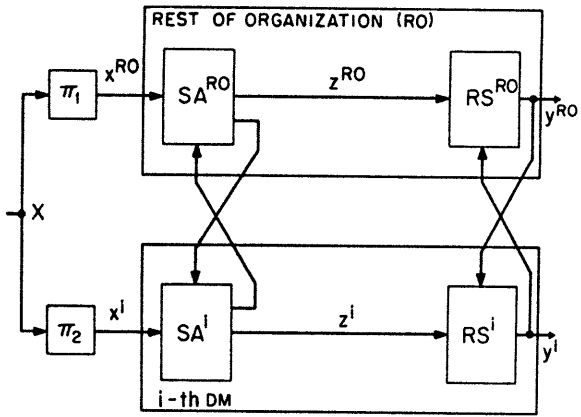 REST OF ORGANIZATION (RO)
π₁
x^RO
SA^RO
z^RO
RS^RO
y^RO
X
π₂
x^i
SA^i
z^i
RS^i
y^i
i-th DM